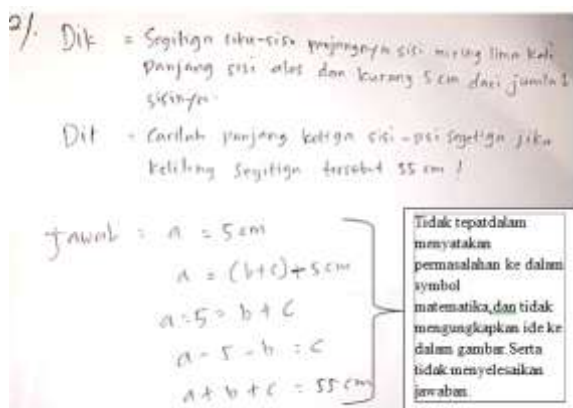 2/. Dik = Segitiga siku-siku panjangnya sisi miring lima kali
panjang sisi alas dan kurang 5 cm dari jumlah
sisinya.
Dit = Carilah panjang ketiga sisi-sisi segitiga jika
keliling segitiga tersebut 55 cm !
Jawab : a = 5 cm
a = (b+c) + 5 cm
a - 5 = b + c
a - 5 - b = c
a + b + c = 55 cm
Tidak tepatdalam
menyatakan
permasalahan ke dalam
symbol
matematika,dan tidak
mengungkapkan ide ke
dalam gambar.Serta
tidak menyelesaikan
jawaban.